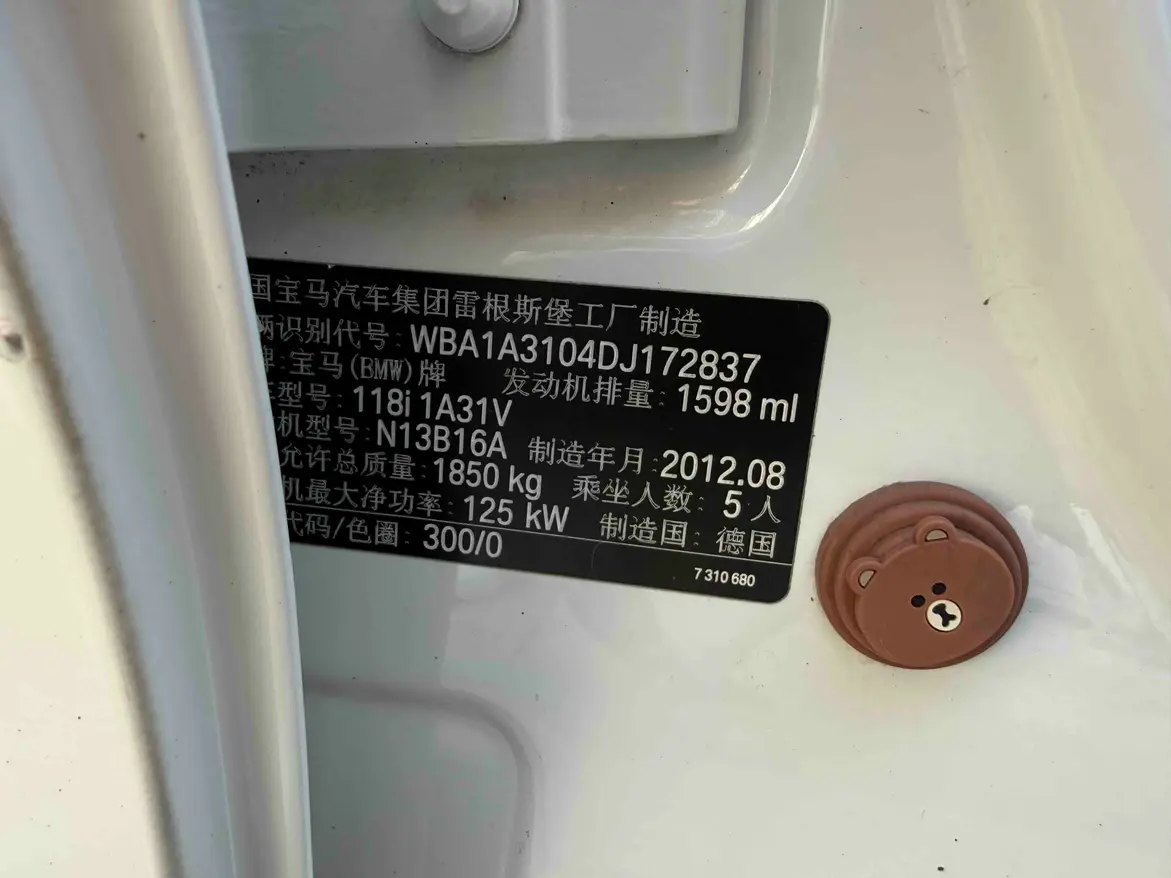 国宝马汽车集团雷根斯堡工厂制造
辆识别代号: WBA1A3104DJ172837
牌: 宝马(BMW)牌 发动机排量: 1598 ml
车型号: 118i 1A31V
机型号: N13B16A 制造年月: 2012.08
允许总质量: 1850 kg 乘坐人数: 5 人
机最大净功率: 125 kW 制造国: 德国
代码/色圈: 300/0
7 310 680